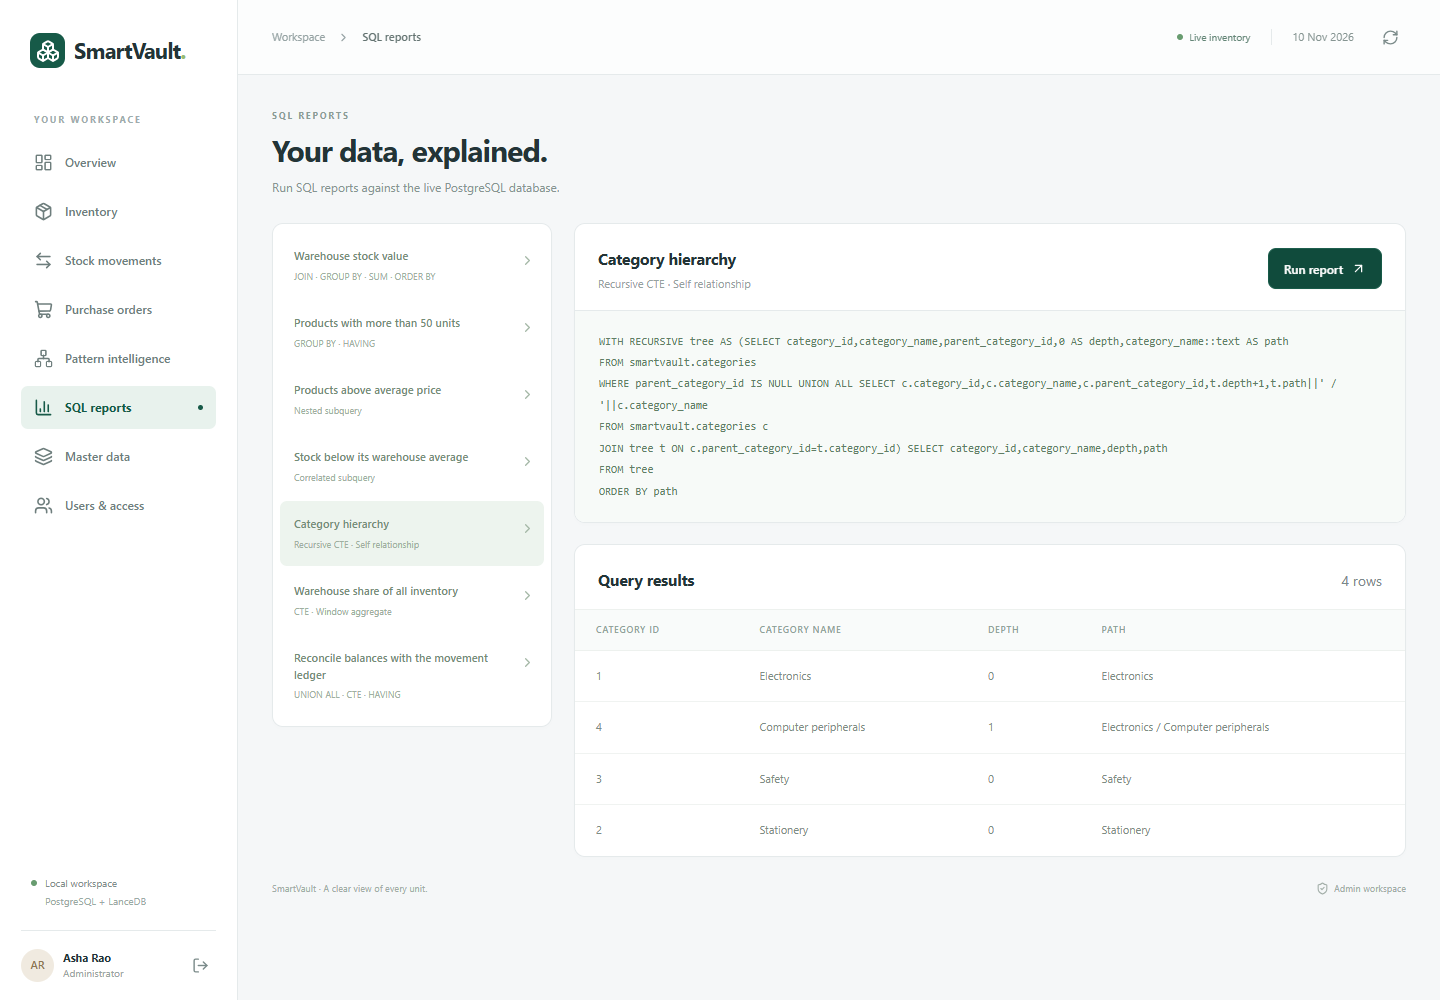 SmartVault.
YOUR WORKSPACE
Overview
Inventory
Stock movements
Purchase orders
Pattern intelligence
SQL reports
Master data
Users & access
Local workspace
PostgreSQL + LanceDB
AR
Asha Rao
Administrator
Workspace
SQL reports
Live inventory
10 Nov 2026
SQL REPORTS
Your data, explained.
Run SQL reports against the live PostgreSQL database.
Warehouse stock value
JOIN · GROUP BY · SUM · ORDER BY
Products with more than 50 units
GROUP BY · HAVING
Products above average price
Nested subquery
Stock below its warehouse average
Correlated subquery
Category hierarchy
Recursive CTE · Self relationship
Warehouse share of all inventory
CTE · Window aggregate
Reconcile balances with the movement
ledger
UNION ALL · CTE · HAVING
Category hierarchy
Recursive CTE · Self relationship
Run report
WITH RECURSIVE tree AS (SELECT category_id,category_name,parent_category_id,0 AS depth,category_name::text AS path
FROM smartvault.categories
WHERE parent_category_id IS NULL UNION ALL SELECT c.category_id,c.category_name,c.parent_category_id,t.depth+1,t.path||' /
'||c.category_name
FROM smartvault.categories c
JOIN tree t ON c.parent_category_id=t.category_id) SELECT category_id,category_name,depth,path
FROM tree
ORDER BY path
Query results
4 rows
CATEGORY ID CATEGORY NAME DEPTH PATH
1 Electronics 0 Electronics
4 Computer peripherals 1 Electronics / Computer peripherals
3 Safety 0 Safety
2 Stationery 0 Stationery
SmartVault · A clear view of every unit.
Admin workspace